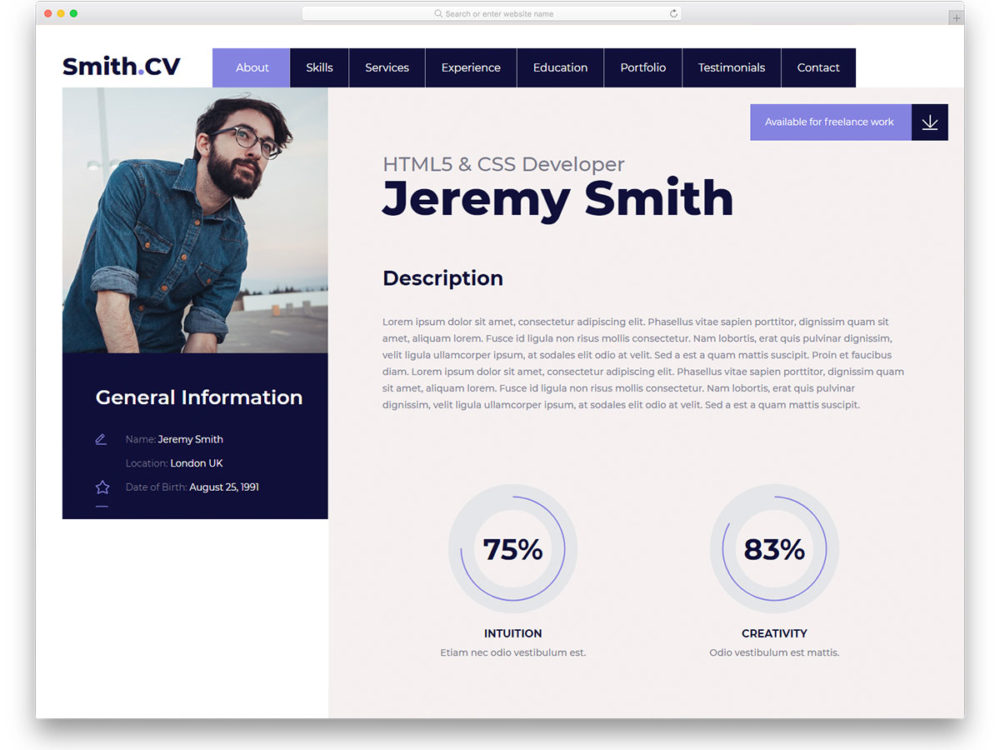 Search or enter website name
Smith.CV
About
Skills
Services
Experience
Education
Portfolio
Testimonials
Contact
Available for freelance work
HTML5 & CSS Developer
Jeremy Smith
Description
Lorem ipsum dolor sit amet, consectetur adipiscing elit. Phasellus vitae sapien porttitor, dignissim quam sit
amet, aliquam lorem. Fusce id ligula non risus mollis consectetur. Nam lobortis, erat quis pulvinar dignissim,
velit ligula ullamcorper ipsum, at sodales elit odio at velit. Sed a est a quam mattis suscipit. Proin et faucibus
diam. Lorem ipsum dolor sit amet, consectetur adipiscing elit. Phasellus vitae sapien porttitor, dignissim quam
sit amet, aliquam lorem. Fusce id ligula non risus mollis consectetur. Nam lobortis, erat quis pulvinar
dignissim, velit ligula ullamcorper ipsum, at sodales elit odio at velit. Sed a est a quam mattis suscipit.
General Information
Name: Jeremy Smith
Location: London UK
Date of Birth: August 25, 1991
75%
INTUITION
Etiam nec odio vestibulum est.
83%
CREATIVITY
Odio vestibulum est mattis.